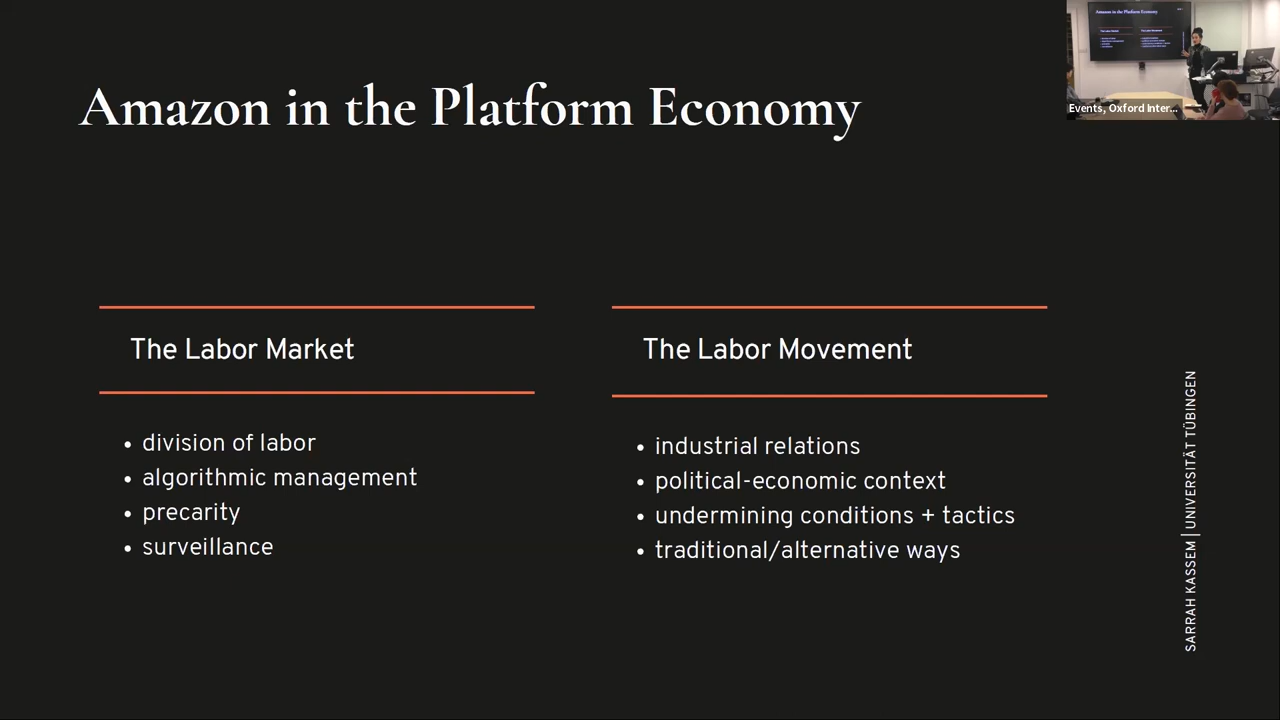 Amazon in the Platform Economy
Events, Oxford Inter...
The Labor Market
division of labor
algorithmic management
precarity
surveillance
The Labor Movement
industrial relations
political-economic context
undermining conditions + tactics
traditional/alternative ways
SARRAH KASSEM | UNIVERSITÄT TÜBINGEN